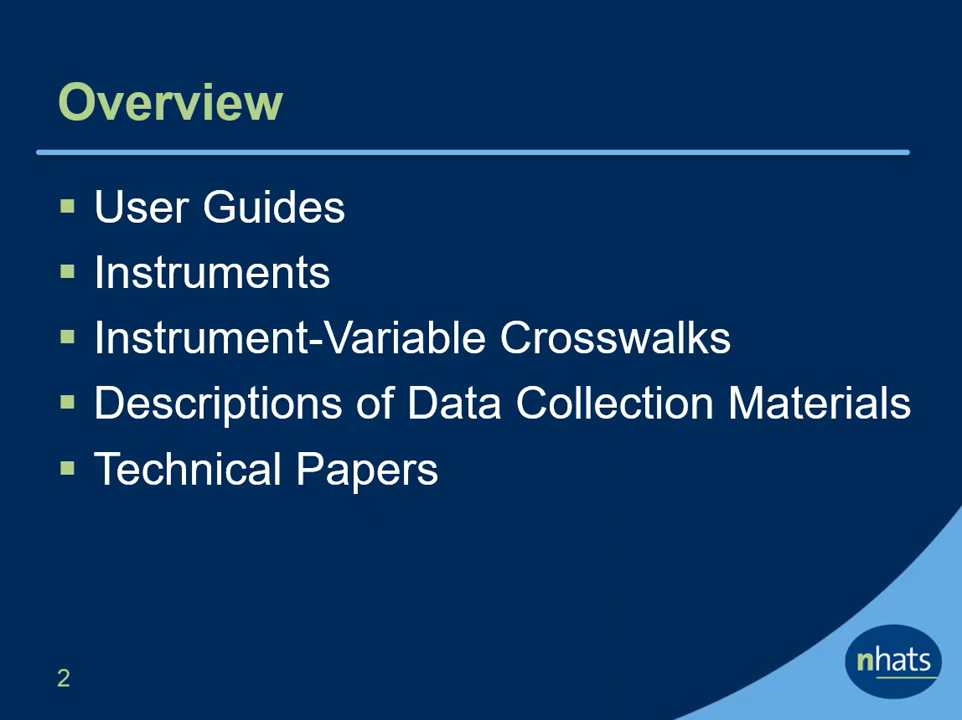 Overview
▪ User Guides
▪ Instruments
▪ Instrument-Variable Crosswalks
▪ Descriptions of Data Collection Materials
▪ Technical Papers
2
nhats